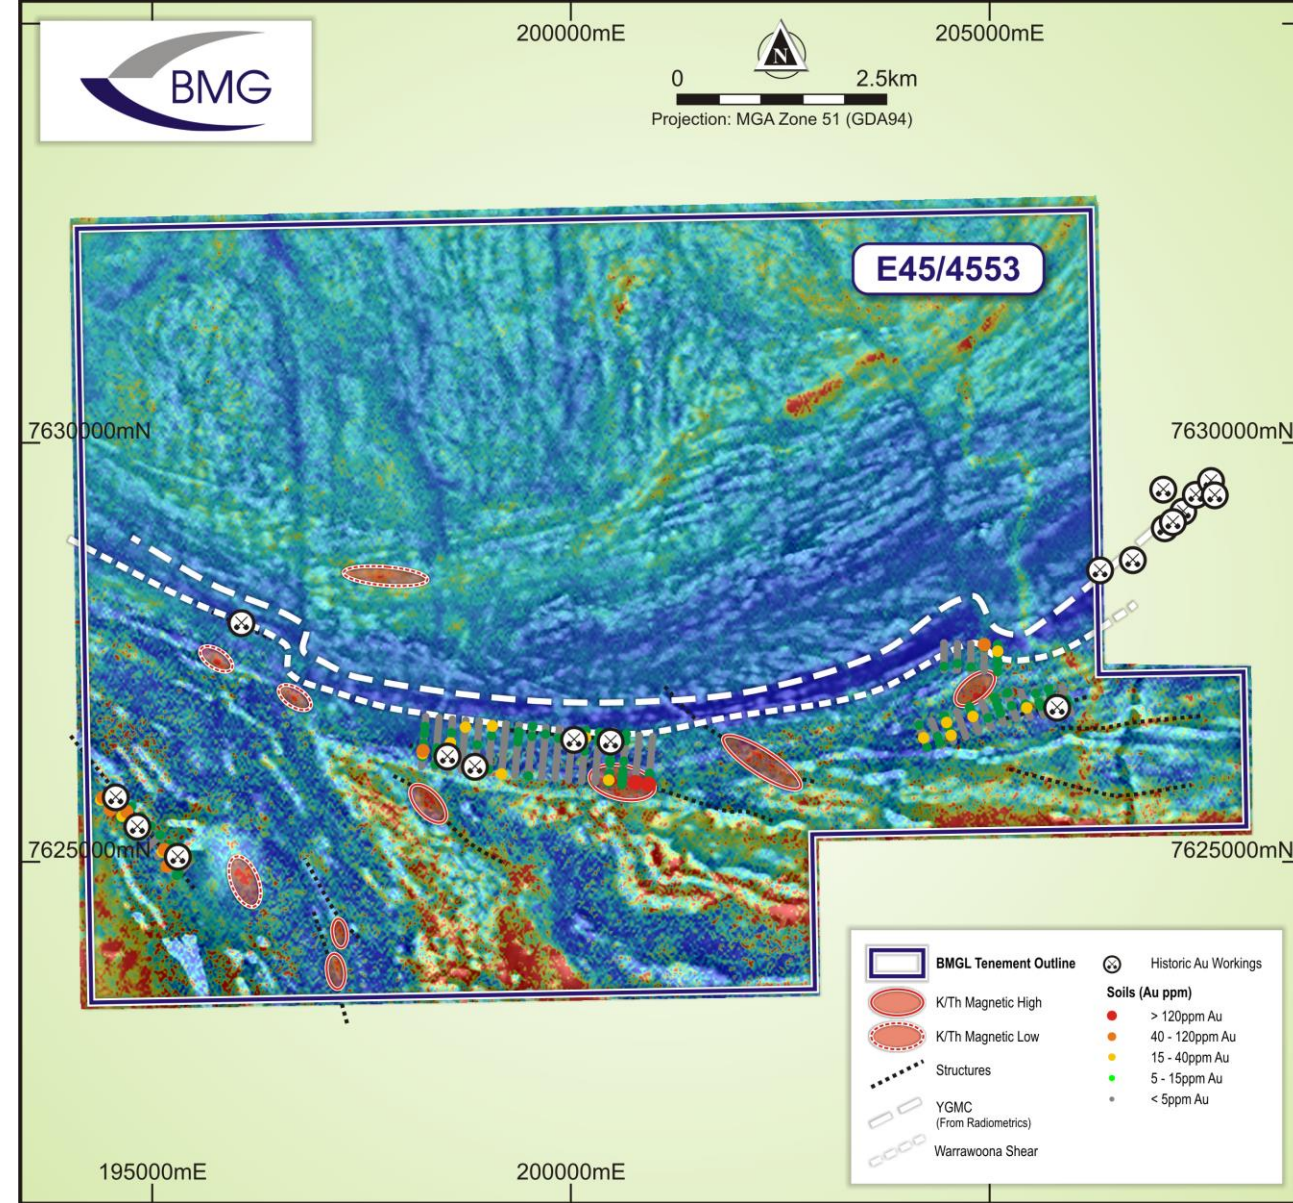 200000mE
205000mE
BMG
N
0
2.5km
Projection: MGA Zone 51 (GDA94)
E45/4553
7630000mN
7630000mN
7625000mN
7625000mN
BMGL Tenement Outline
K/Th Magnetic High
K/Th Magnetic Low
Structures
YGMC
(From Radiometrics)
Warrawoona Shear
Historic Au Workings
Soils (Au ppm)
> 120ppm Au
40 - 120ppm Au
15 - 40ppm Au
5 - 15ppm Au
< 5ppm Au
195000mE
200000mE